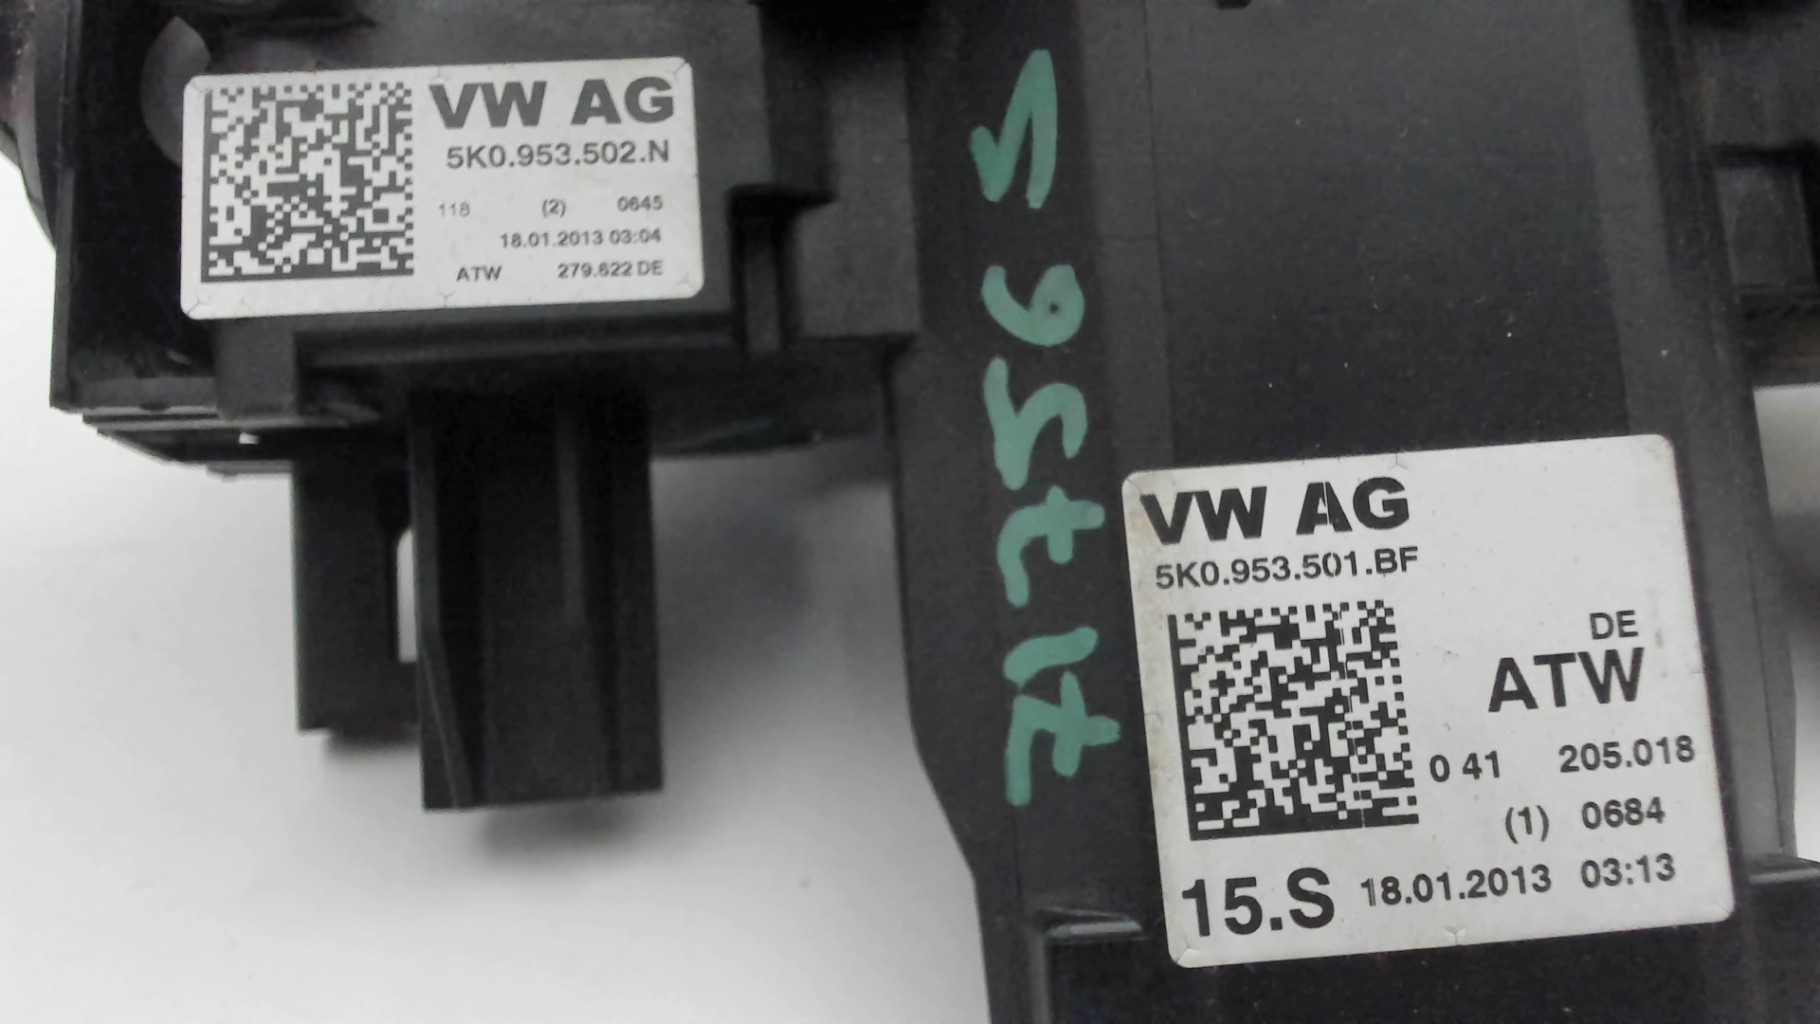 VW AG
5K0.953.502.N
118 (2) 0645
18.01.2013 03:04
ATW 279.622 DE
VW AG
5K0.953.501.BF
DE
ATW
0 41 205.018
(1) 0684
15.S 18.01.2013 03:13